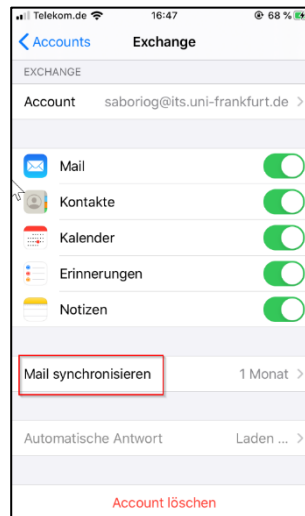 Telekom.de 16:47 68 %
Accounts Exchange
EXCHANGE
Account saboriog@its.uni-frankfurt.de
Mail
Kontakte
Kalender
Erinnerungen
Notizen
Mail synchronisieren 1 Monat
Automatische Antwort Laden ...
Account löschen